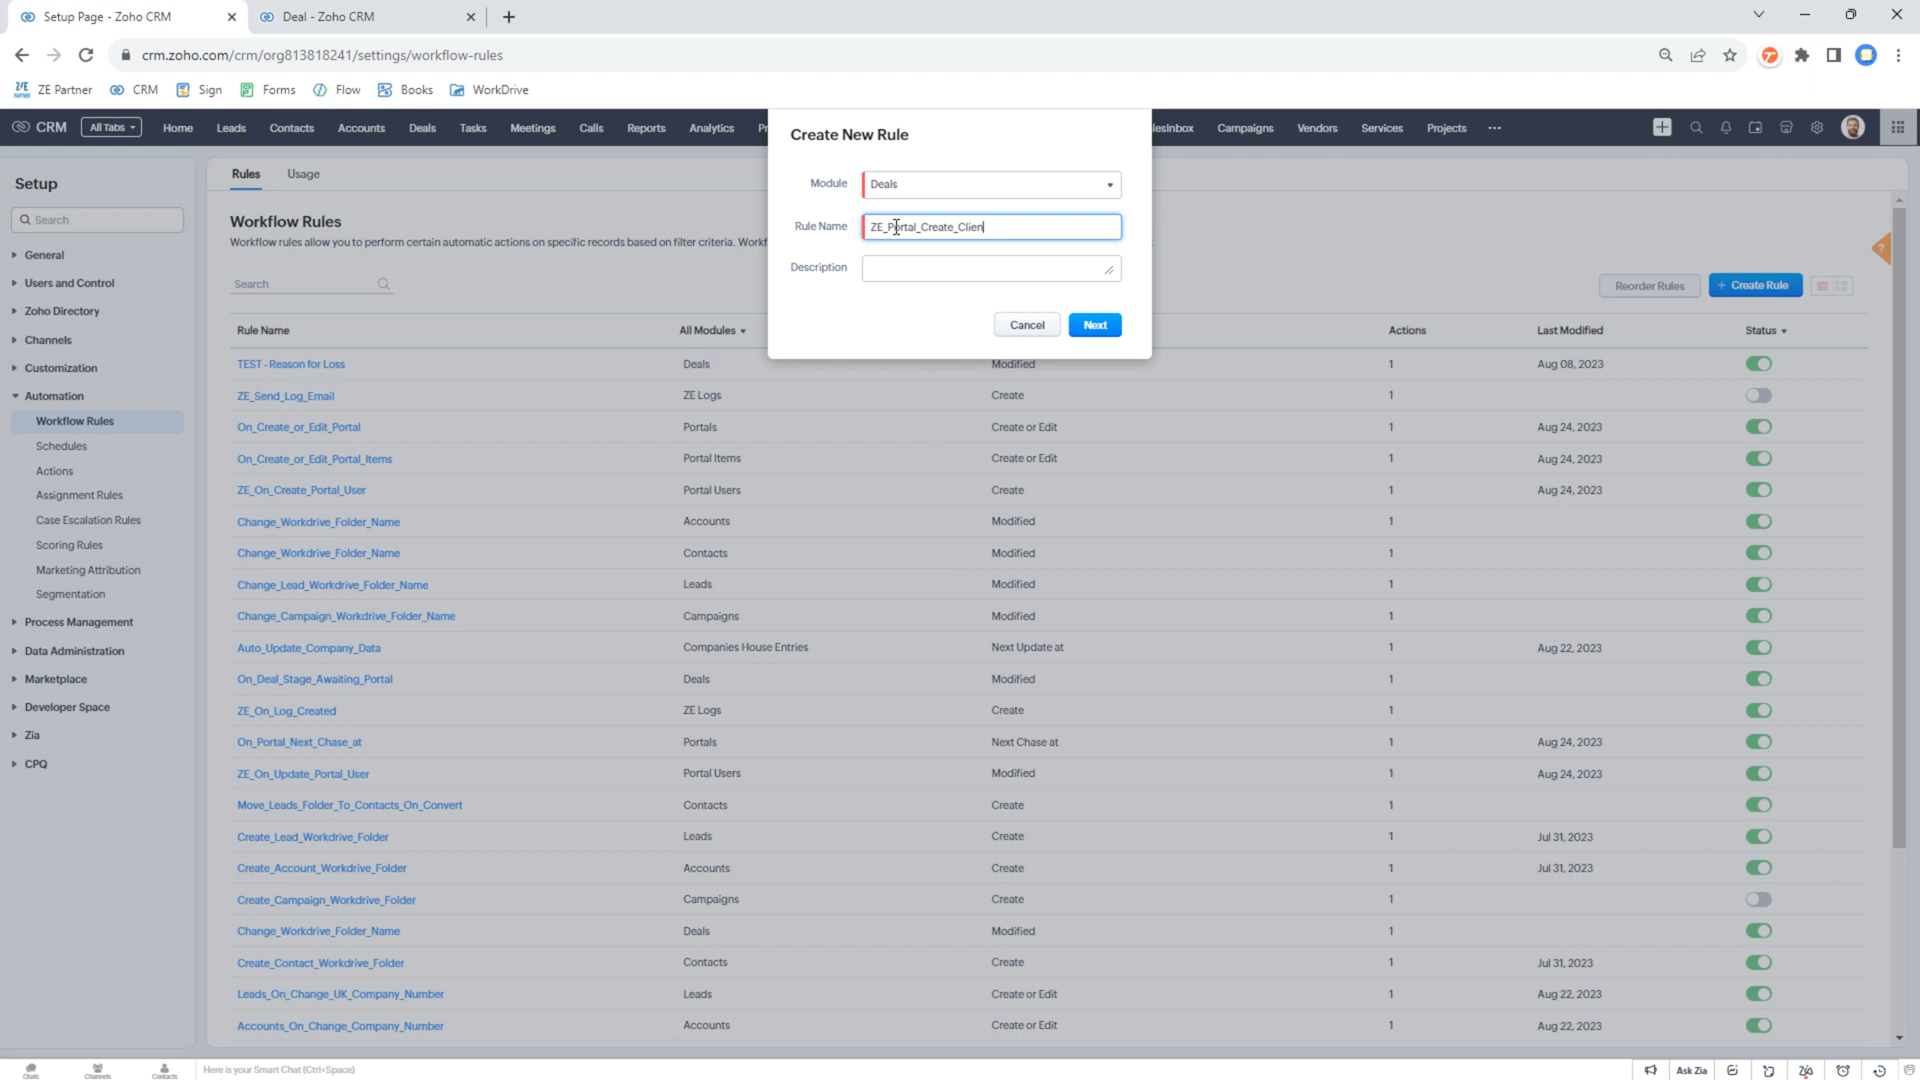 Setup Page - Zoho CRM
Deal - Zoho CRM
crm.zoho.com/crm/org813818241/settings/workflow-rules
ZE Partner CRM Sign Forms Flow Books WorkDrive
CRM All Tabs Home Leads Contacts Accounts Deals Tasks Meetings Calls Reports Analytics lesInbox Campaigns Vendors Services Projects
Create New Rule
Module Deals
Rule Name ZE_Portal_Create_Clien
Description
Cancel Next
Setup
Search
General
Users and Control
Zoho Directory
Channels
Customization
Automation
Workflow Rules
Schedules
Actions
Assignment Rules
Case Escalation Rules
Scoring Rules
Marketing Attribution
Segmentation
Process Management
Data Administration
Marketplace
Developer Space
Zia
CPQ
Rules Usage
Workflow Rules
Workflow rules allow you to perform certain automatic actions on specific records based on filter criteria. Workf
Search
Reorder Rules + Create Rule
?
Rule Name All Modules Actions Last Modified Status
TEST - Reason for Loss Deals Modified 1 Aug 08, 2023
ZE_Send_Log_Email ZE Logs Create 1
On_Create_or_Edit_Portal Portals Create or Edit 1 Aug 24, 2023
On_Create_or_Edit_Portal_Items Portal Items Create or Edit 1 Aug 24, 2023
ZE_On_Create_Portal_User Portal Users Create 1 Aug 24, 2023
Change_Workdrive_Folder_Name Accounts Modified 1
Change_Workdrive_Folder_Name Contacts Modified 1
Change_Lead_Workdrive_Folder_Name Leads Modified 1
Change_Campaign_Workdrive_Folder_Name Campaigns Modified 1
Auto_Update_Company_Data Companies House Entries Next Update at 1 Aug 22, 2023
On_Deal_Stage_Awaiting_Portal Deals Modified 1
ZE_On_Log_Created ZE Logs Create 1
On_Portal_Next_Chase_at Portals Next Chase at 1 Aug 24, 2023
ZE_On_Update_Portal_User Portal Users Modified 1 Aug 24, 2023
Move_Leads_Folder_To_Contacts_On_Convert Contacts Create 1
Create_Lead_Workdrive_Folder Leads Create 1 Jul 31, 2023
Create_Account_Workdrive_Folder Accounts Create 1 Jul 31, 2023
Create_Campaign_Workdrive_Folder Campaigns Create 1
Change_Workdrive_Folder_Name Deals Modified 1
Create_Contact_Workdrive_Folder Contacts Create 1 Jul 31, 2023
Leads_On_Change_UK_Company_Number Leads Create or Edit 1 Aug 22, 2023
Accounts_On_Change_Company_Number Accounts Create or Edit 1 Aug 22, 2023
Chats Channels Contacts Here is your Smart Chat (Ctrl+Space) Ask Zia